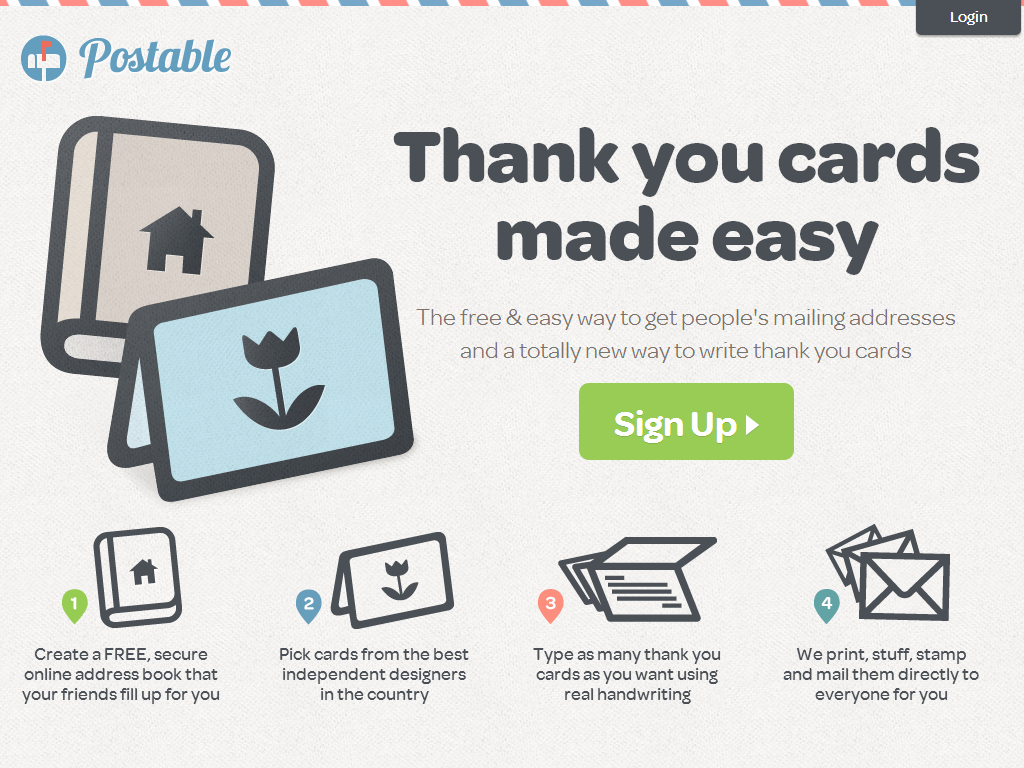 Login
Postable
Thank you cards
made easy
The free & easy way to get people's mailing addresses
and a totally new way to write thank you cards
Sign Up
1
Create a FREE, secure
online address book that
your friends fill up for you
2
Pick cards from the best
independent designers
in the country
3
Type as many thank you
cards as you want using
real handwriting
4
We print, stuff, stamp
and mail them directly to
everyone for you